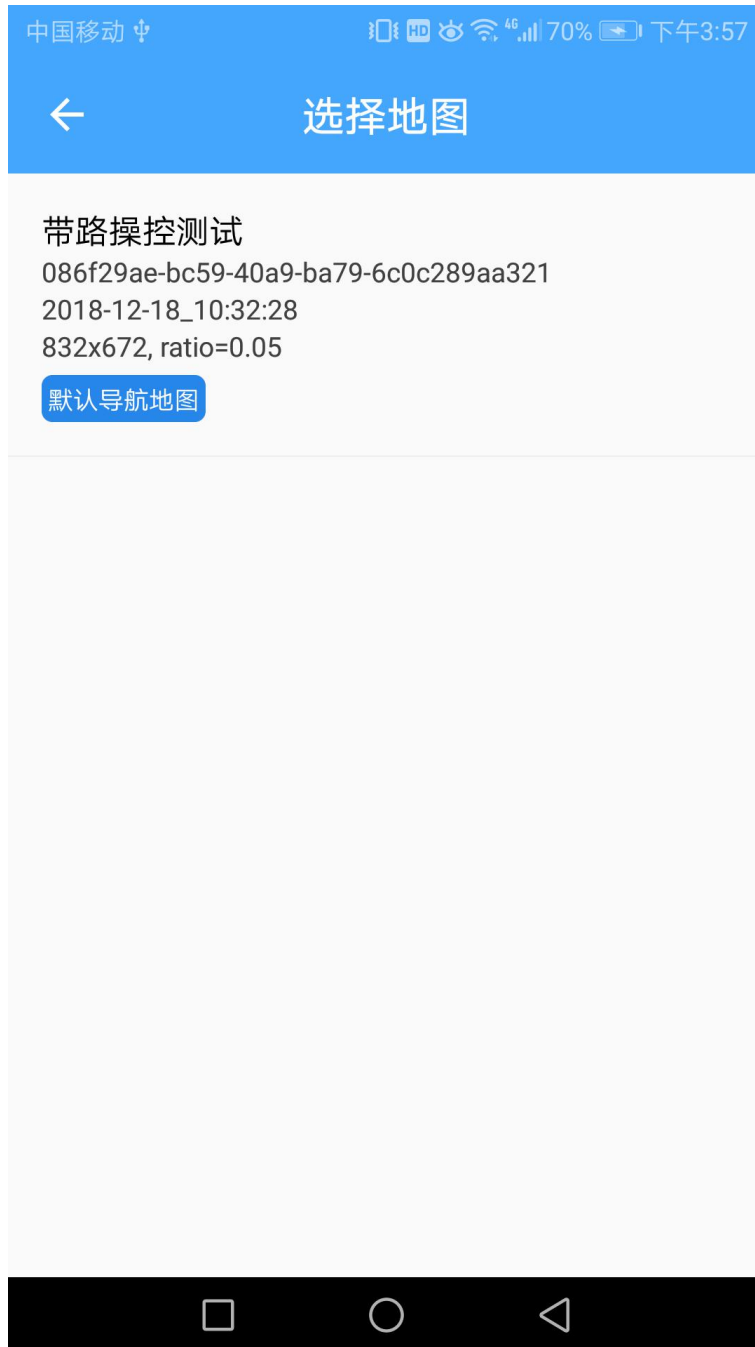 中国移动 HD 4G 70% 下午3:57
选择地图
带路操控测试
086f29ae-bc59-40a9-ba79-6c0c289aa321
2018-12-18_10:32:28
832x672, ratio=0.05
默认导航地图